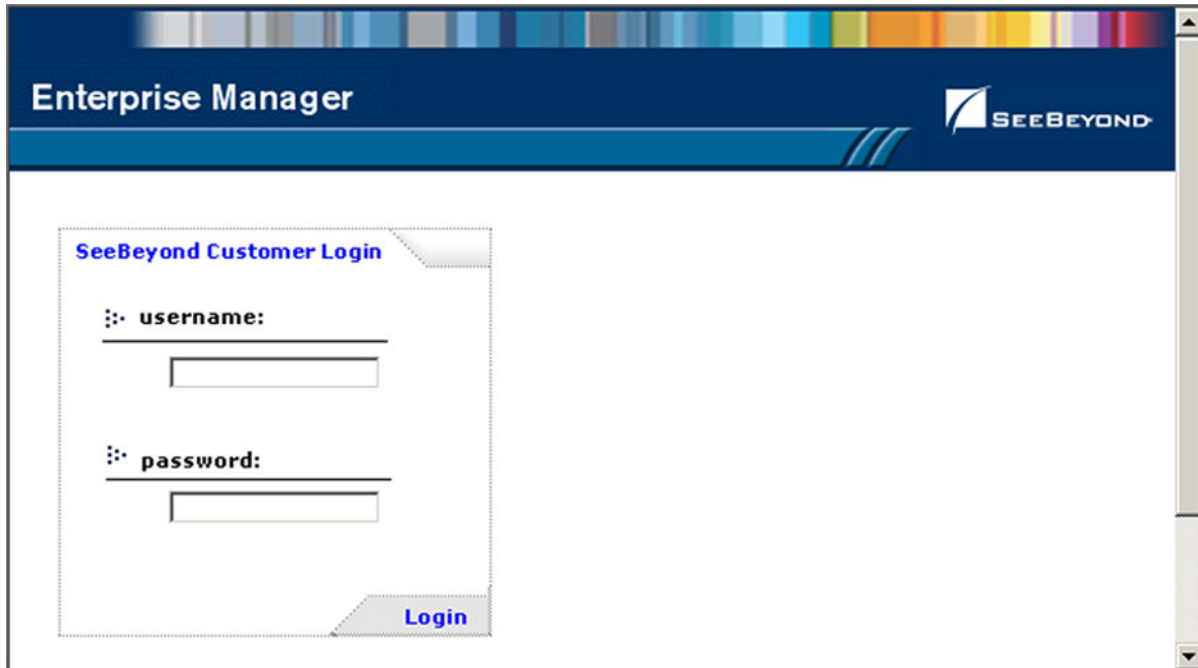 Enterprise Manager
SEEBEYOND
SeeBeyond Customer Login
username:
password:
Login